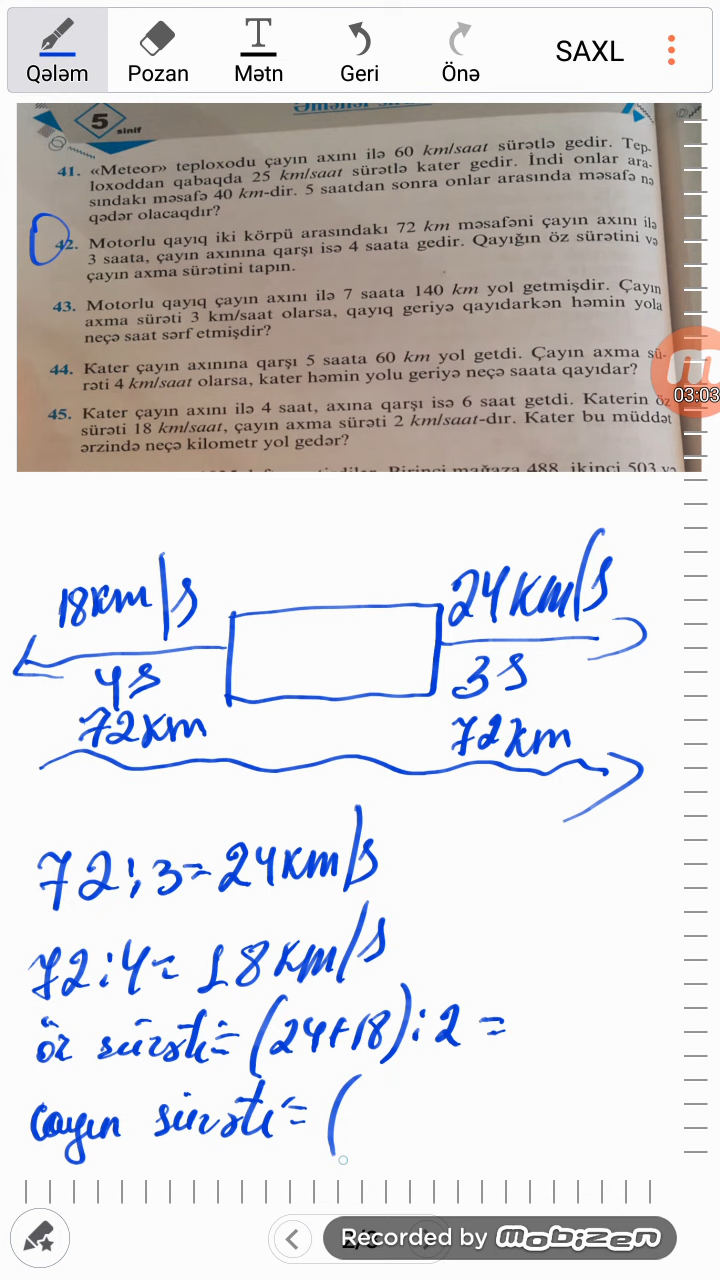 Qələm Pozan Mətn Geri Önə SAXL
5 sinif
41. «Meteor» teploxodu çayın axını ilə 60 km/saat sürətlə gedir. Tep-
loxoddan qabaqda 25 km/saat sürətlə kater gedir. İndi onlar ara-
sındakı məsafə 40 km-dir. 5 saatdan sonra onlar arasında məsafə nə
qədər olacaqdır?
42. Motorlu qayıq iki körpü arasındakı 72 km məsafəni çayın axını ilə
3 saata, çayın axınına qarşı isə 4 saata gedir. Qayığın öz sürətini və
çayın axma sürətini tapın.
43. Motorlu qayıq çayın axını ilə 7 saata 140 km yol getmişdir. Çayın
axma sürəti 3 km/saat olarsa, qayıq geriyə qayıdarkən həmin yola
neçə saat sərf etmişdir?
44. Kater çayın axınına qarşı 5 saata 60 km yol getdi. Çayın axma sü-
rəti 4 km/saat olarsa, kater həmin yolu geriyə neçə saata qayıdar?
03:03
45. Kater çayın axını ilə 4 saat, axına qarşı isə 6 saat getdi. Katerin öz
sürəti 18 km/saat, çayın axma sürəti 2 km/saat-dır. Kater bu müddət
ərzində neçə kilometr yol gedər?
Birinci mağaza 488, ikinci 503 və
18km/s 24km/s
4s 3s
72km 72km
72:3=24km/s
72:4=18km/s
öz sürəti=(24+18):2=
çayın sürəti=(
Recorded by mobizen